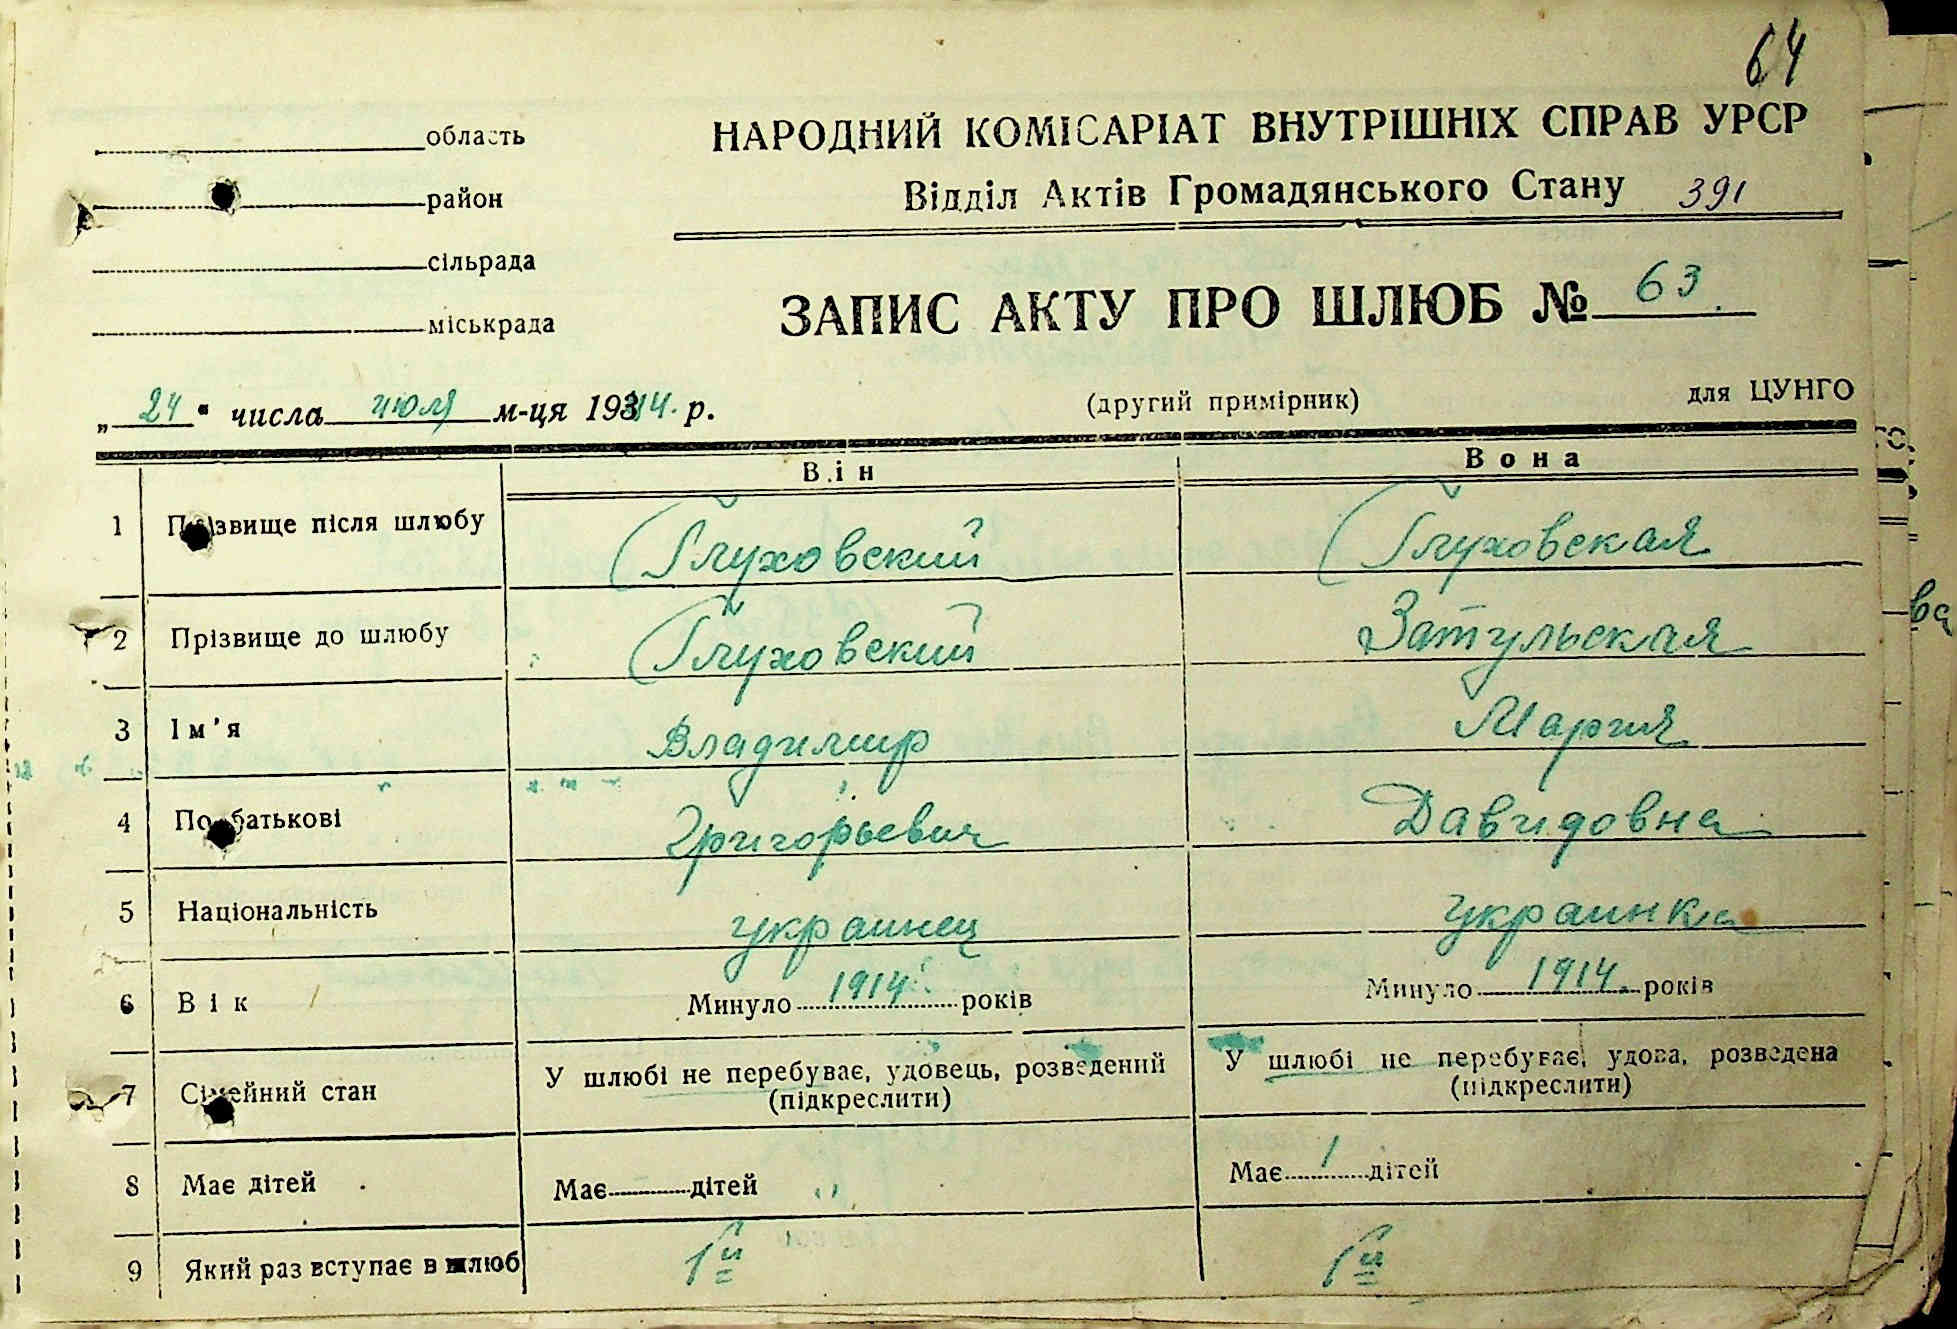 64
область
район
сільрада
міськрада
НАРОДНИЙ КОМІСАРІАТ ВНУТРІШНІХ СПРАВ УРСР
Відділ Актів Громадянського Стану 391
ЗАПИС АКТУ ПРО ШЛЮБ № 63.
„24“ числа июля м-ця 1944. р.
(другий примірник)
для ЦУНГО
Він Вона
1 Прізвище після шлюбу Глуховский Глуховская
2 Прізвище до шлюбу Глуховский Затульская
3 Ім'я Владимир Мария
4 По батькові Григорьевич Давидовна
5 Національність украинец украинка
6 Вік Минуло 1914 років Минуло 1914 років
7 Сімейний стан У шлюбі не перебуває, удовець, розведений У шлюбі не перебуває, удова, розведена
(підкреслити) (підкреслити)
8 Має дітей Має дітей Має 1 дітей
9 Який раз вступає в шлюб 1й 1й